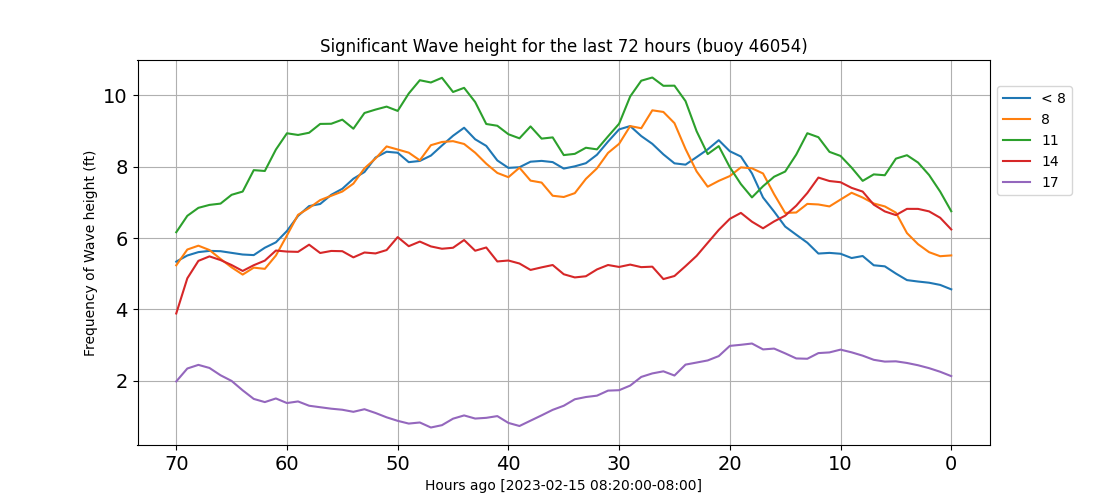 Significant Wave height for the last 72 hours (buoy 46054)
Frequency of Wave height (ft)
10
8
6
4
2
70 60 50 40 30 20 10 0
Hours ago [2023-02-15 08:20:00-08:00]
< 8
8
11
14
17